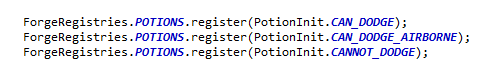 ForgeRegistries.POTIONS.register(PotionInit.CAN_DODGE);
ForgeRegistries.POTIONS.register(PotionInit.CAN_DODGE_AIRBORNE);
ForgeRegistries.POTIONS.register(PotionInit.CANNOT_DODGE);